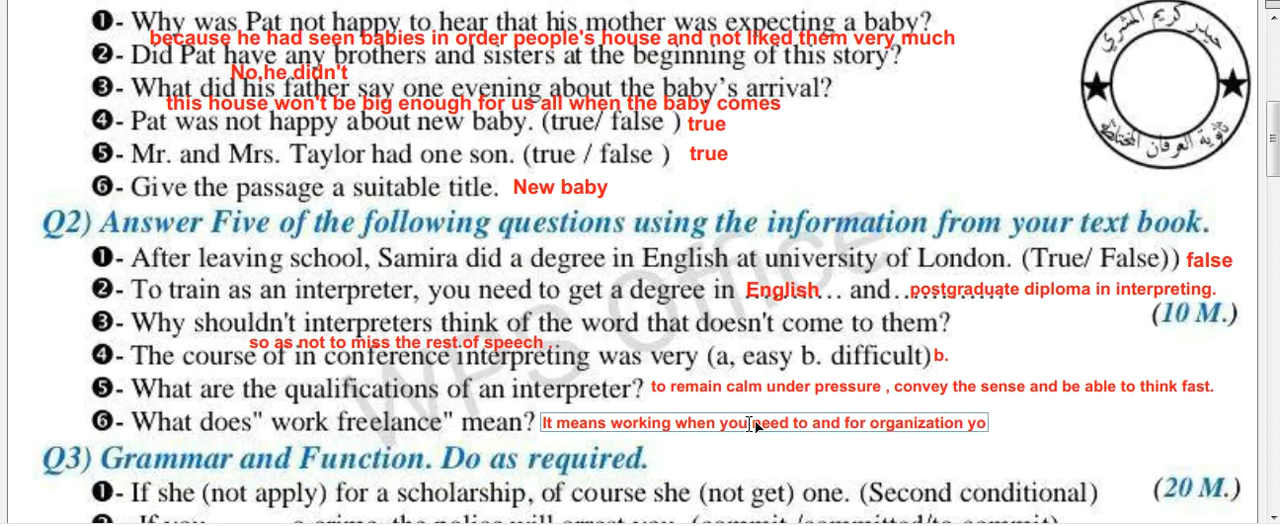 ❶- Why was Pat not happy to hear that his mother was expecting a baby?
because he had seen babies in order people's house and not liked them very much
❷- Did Pat have any brothers and sisters at the beginning of this story?
No,he didn't
❸- What did his father say one evening about the baby's arrival?
this house won't be big enough for us all when the baby comes
❹- Pat was not happy about new baby. (true/ false ) true
❺- Mr. and Mrs. Taylor had one son. (true / false ) true
❻- Give the passage a suitable title. New baby
حيدر كريم المشري
ثانوية العرفان المختلطة
Q2) Answer Five of the following questions using the information from your text book.
❶- After leaving school, Samira did a degree in English at university of London. (True/ False)) false
❷- To train as an interpreter, you need to get a degree in English… and… postgraduate diploma in interpreting.
(10 M.)
❸- Why shouldn't interpreters think of the word that doesn't come to them?
so as not to miss the rest of speech
❹- The course of in conference interpreting was very (a, easy b. difficult) b.
❺- What are the qualifications of an interpreter? to remain calm under pressure , convey the sense and be able to think fast.
❻- What does" work freelance" mean? It means working when you need to and for organization yo
WPS Office
Q3) Grammar and Function. Do as required.
❶- If she (not apply) for a scholarship, of course she (not get) one. (Second conditional)
(20 M.)